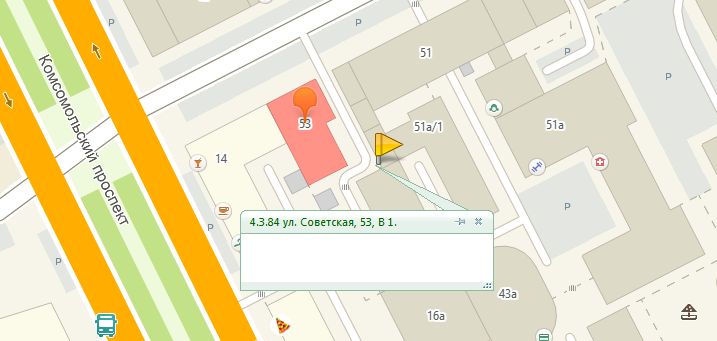 P
P
P
51
Комсомольский проспект
53
51а/1
51а
14
P
P
4.3.84 ул. Советская, 53, В 1.
P
43а
16а